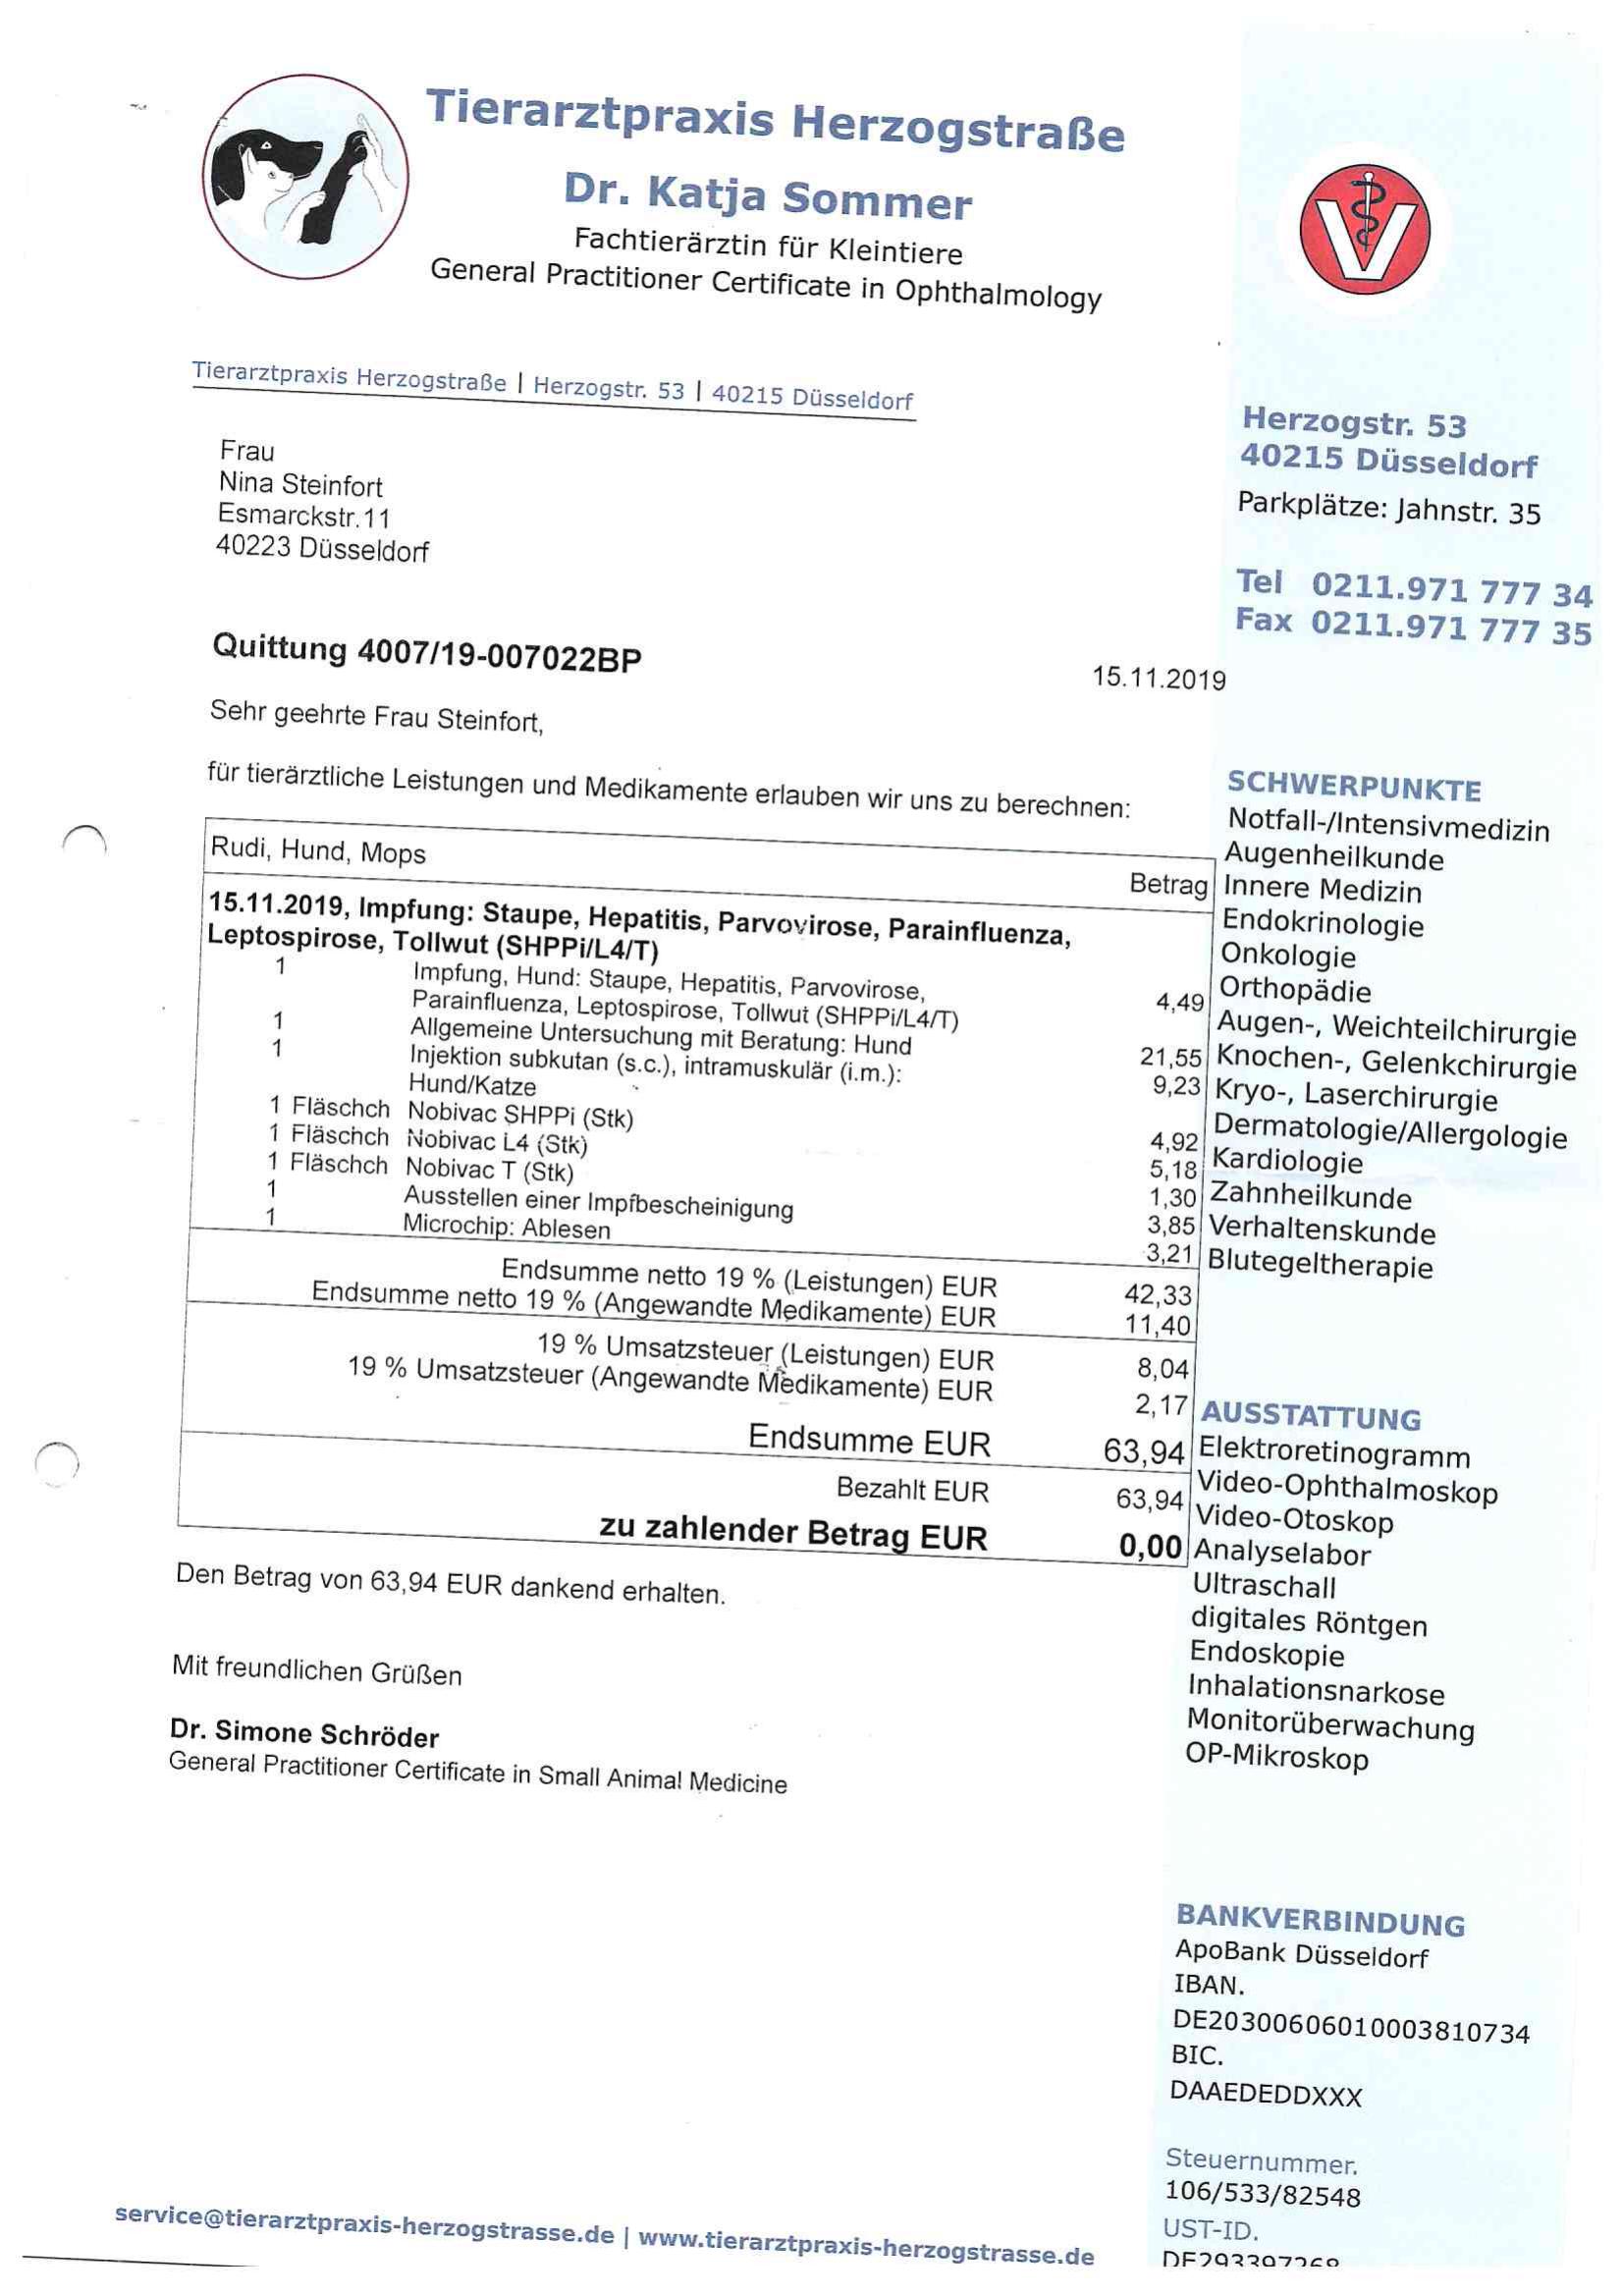 Tierarztpraxis Herzogstraße
Dr. Katja Sommer
Fachtierärztin für Kleintiere
General Practitioner Certificate in Ophthalmology
V
Tierarztpraxis Herzogstraße | Herzogstr. 53 | 40215 Düsseldorf
Herzogstr. 53
40215 Düsseldorf
Parkplätze: Jahnstr. 35
Tel 0211.971 777 34
Fax 0211.971 777 35
Frau
Nina Steinfort
Esmarckstr.11
40223 Düsseldorf
Quittung 4007/19-007022BP
15.11.2019
Sehr geehrte Frau Steinfort,
für tierärztliche Leistungen und Medikamente erlauben wir uns zu berechnen:
Rudi, Hund, Mops Betrag
15.11.2019, Impfung: Staupe, Hepatitis, Parvovirose, Parainfluenza,
Leptospirose, Tollwut (SHPPi/L4/T)
1 Impfung, Hund: Staupe, Hepatitis, Parvovirose, 4,49
Parainfluenza, Leptospirose, Tollwut (SHPPi/L4/T)
1 Allgemeine Untersuchung mit Beratung: Hund 21,55
1 Injektion subkutan (s.c.), intramuskulär (i.m.): 9,23
Hund/Katze
1 Fläschch Nobivac SHPPi (Stk) 4,92
1 Fläschch Nobivac L4 (Stk) 5,18
1 Fläschch Nobivac T (Stk) 1,30
1 Ausstellen einer Impfbescheinigung 3,85
1 Microchip: Ablesen 3,21
Endsumme netto 19 % (Leistungen) EUR 42,33
Endsumme netto 19 % (Angewandte Medikamente) EUR 11,40
19 % Umsatzsteuer (Leistungen) EUR 8,04
19 % Umsatzsteuer (Angewandte Medikamente) EUR 2,17
Endsumme EUR 63,94
Bezahlt EUR 63,94
zu zahlender Betrag EUR 0,00
Den Betrag von 63,94 EUR dankend erhalten.
Mit freundlichen Grüßen
Dr. Simone Schröder
General Practitioner Certificate in Small Animal Medicine
SCHWERPUNKTE
Notfall-/Intensivmedizin
Augenheilkunde
Innere Medizin
Endokrinologie
Onkologie
Orthopädie
Augen-, Weichteilchirurgie
Knochen-, Gelenkchirurgie
Kryo-, Laserchirurgie
Dermatologie/Allergologie
Kardiologie
Zahnheilkunde
Verhaltenskunde
Blutegeltherapie
AUSSTATTUNG
Elektroretinogramm
Video-Ophthalmoskop
Video-Otoskop
Analyselabor
Ultraschall
digitales Röntgen
Endoskopie
Inhalationsnarkose
Monitorüberwachung
OP-Mikroskop
BANKVERBINDUNG
ApoBank Düsseldorf
IBAN.
DE20300606010003810734
BIC.
DAAEDEDDXXX
Steuernummer.
106/533/82548
UST-ID.
DE293397268
service@tierarztpraxis-herzogstrasse.de | www.tierarztpraxis-herzogstrasse.de